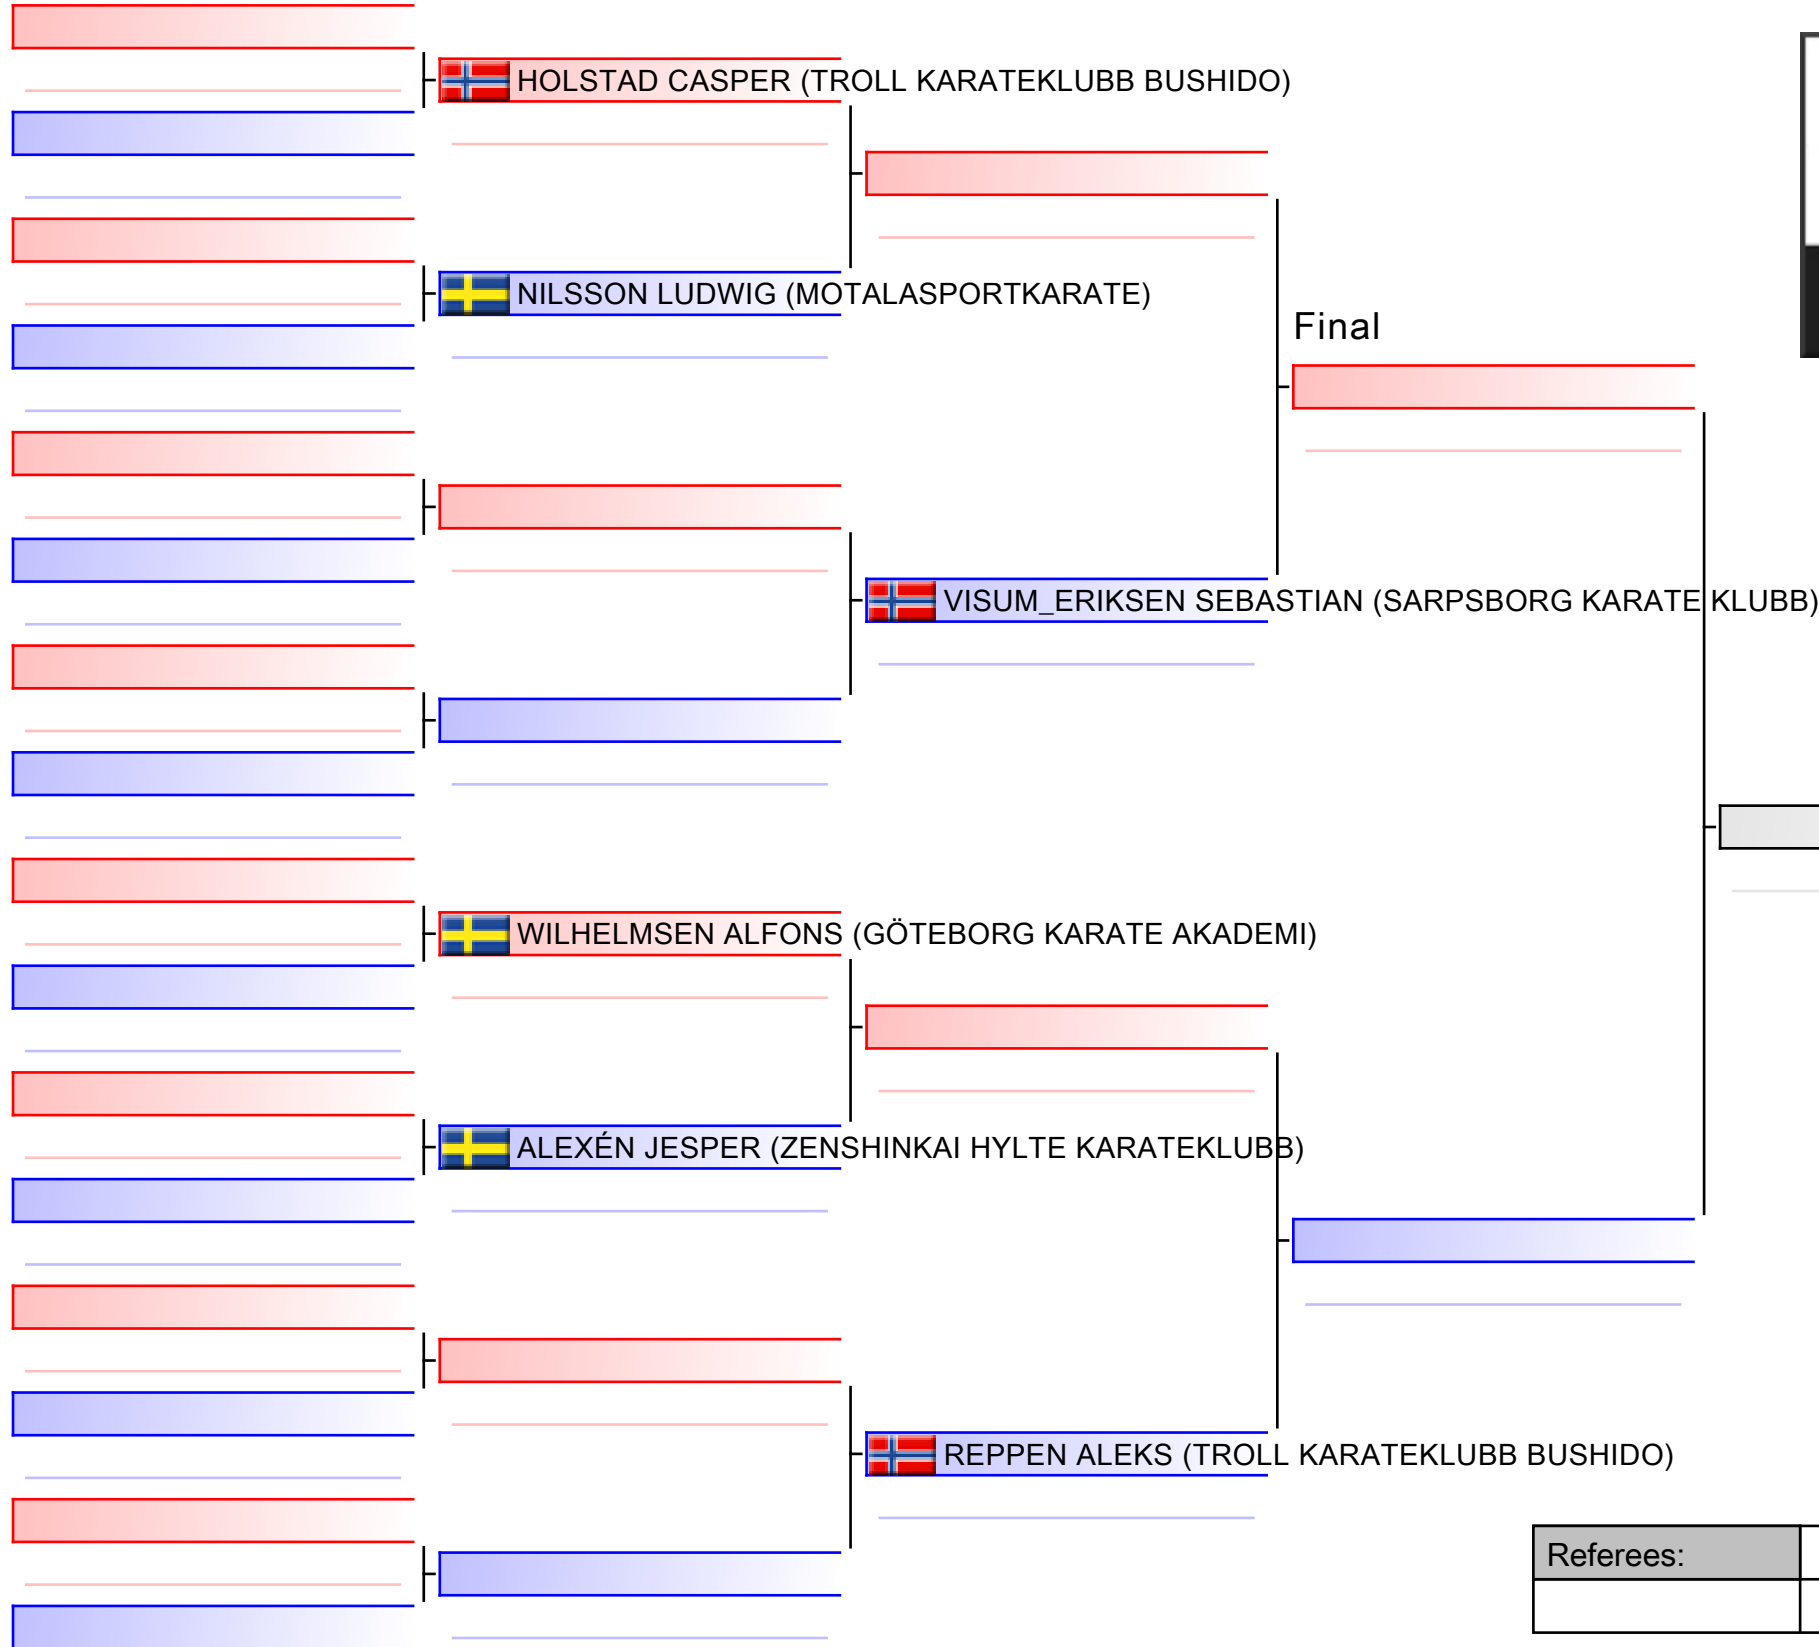 HOLSTAD CASPER (TROLL KARATEKLUBB BUSHIDO)
NILSSON LUDWIG (MOTALASPORTKARATE)
Final
VISUM_ERIKSEN SEBASTIAN (SARPSBORG KARATE KLUBB)
WILHELMSEN ALFONS (GÖTEBORG KARATE AKADEMI)
ALEXÉN JESPER (ZENSHINKAI HYLTE KARATEKLUBB)
REPPEN ALEKS (TROLL KARATEKLUBB BUSHIDO)
Referees: